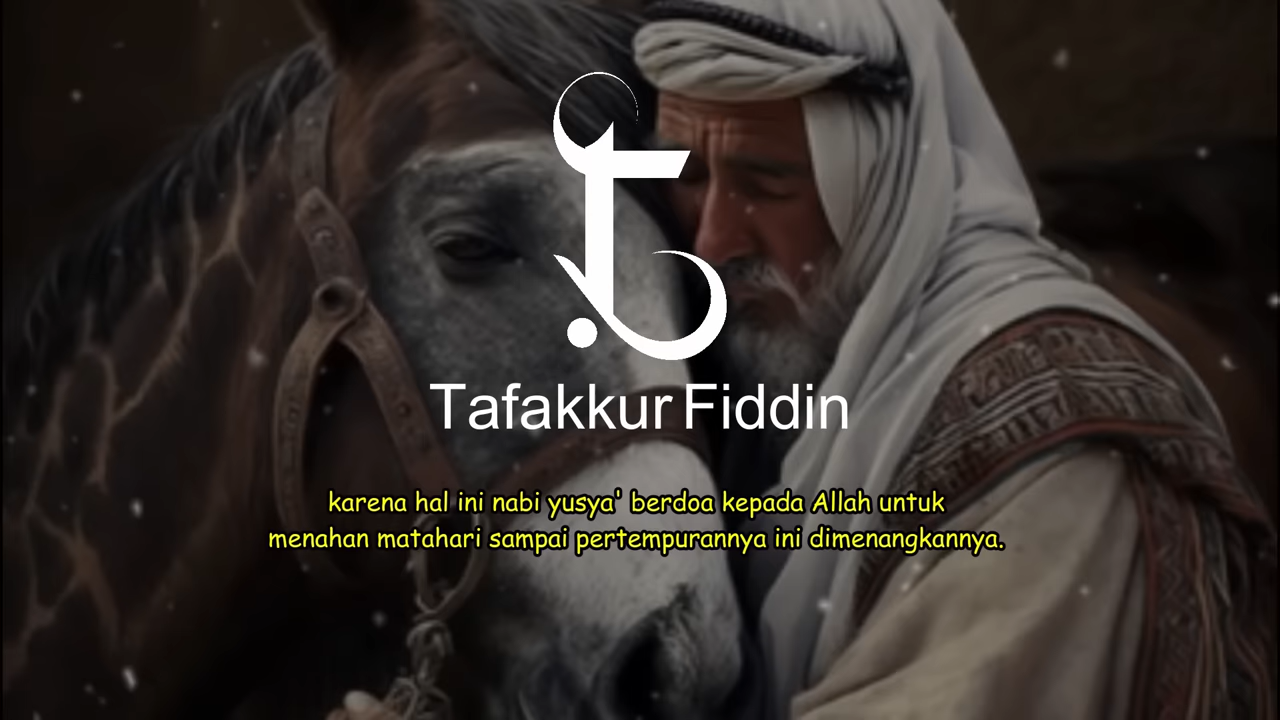 Tafakkur Fiddin
karena hal ini nabi yusya' berdoa kepada Allah untuk
menahan matahari sampai pertempurannya ini dimenangkannya.